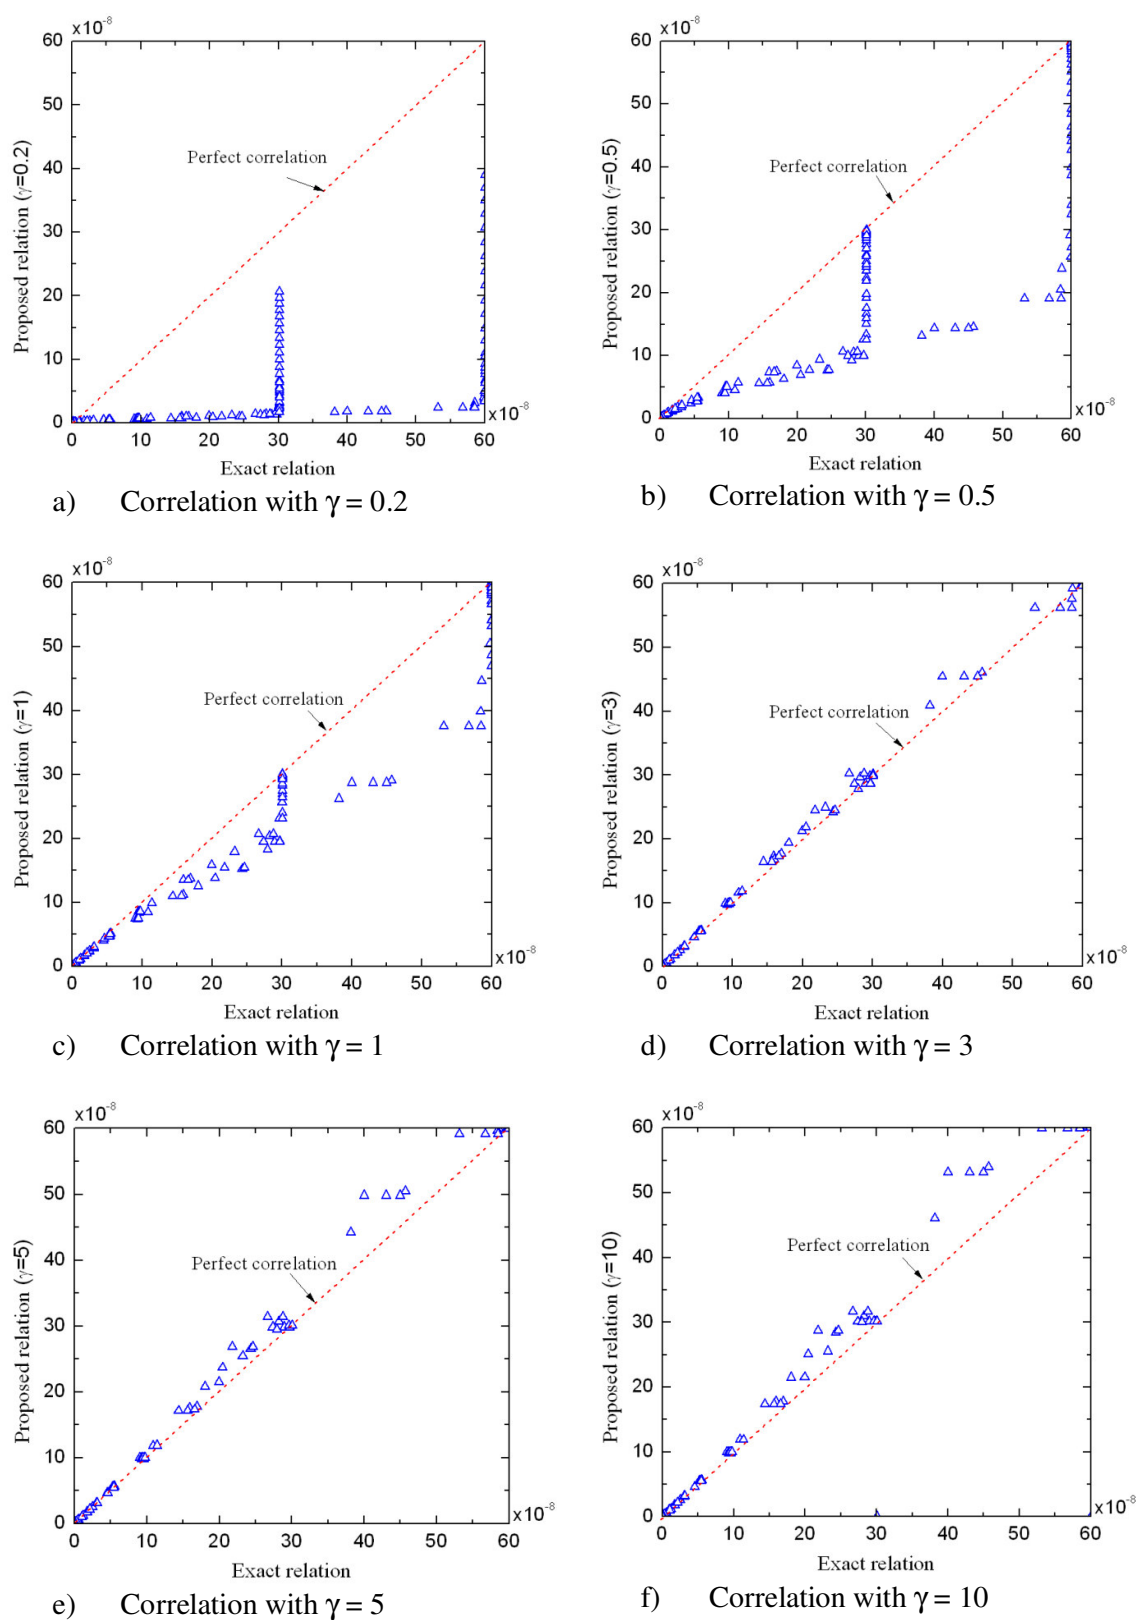 x10-8
60
50
40
30
20
10
0
Proposed relation (γ=0.2)
Perfect correlation
x10-8
0 10 20 30 40 50 60
Exact relation
a) Correlation with γ = 0.2
x10-8
60
50
40
30
20
10
0
Proposed relation (γ=0.5)
Perfect correlation
x10-8
0 10 20 30 40 50 60
Exact relation
b) Correlation with γ = 0.5
x10-8
60
50
40
30
20
10
0
Proposed relation (γ=1)
Perfect correlation
x10-8
0 10 20 30 40 50 60
Exact relation
c) Correlation with γ = 1
x10-8
60
50
40
30
20
10
0
Proposed relation (γ=3)
Perfect correlation
x10-8
0 10 20 30 40 50 60
Exact relation
d) Correlation with γ = 3
x10-8
60
50
40
30
20
10
0
Proposed relation (γ=5)
Perfect correlation
x10-8
0 10 20 30 40 50 60
Exact relation
e) Correlation with γ = 5
x10-8
60
50
40
30
20
10
0
Proposed relation (γ=10)
Perfect correlation
x10-8
0 10 20 30 40 50 60
Exact relation
f) Correlation with γ = 10